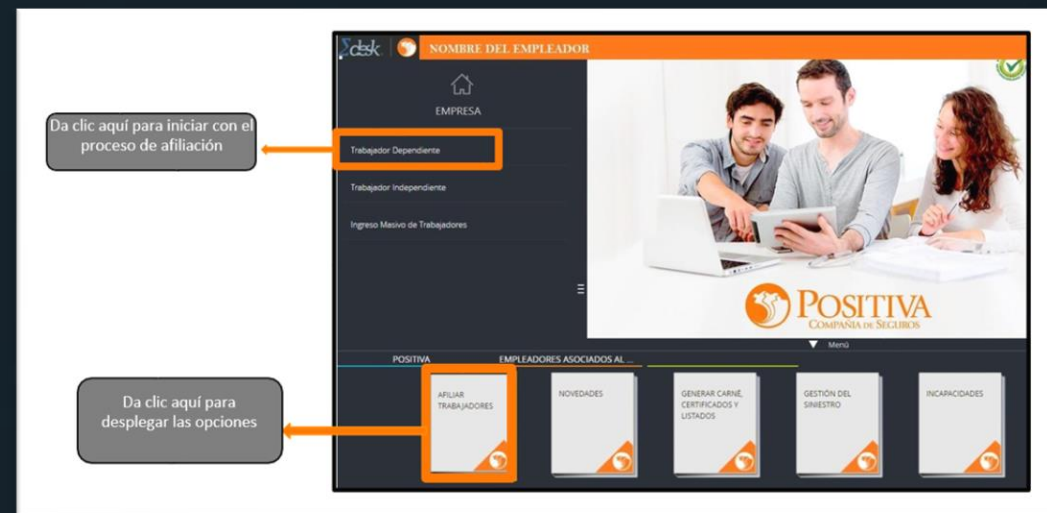 Σdesk
NOMBRE DEL EMPLEADOR
EMPRESA
Da clic aquí para iniciar con el
proceso de afiliación
Trabajador Dependiente
Trabajador Independiente
Ingreso Masivo de Trabajadores
POSITIVA
COMPAÑÍA DE SEGUROS
Menú
POSITIVA
EMPLEADORES ASOCIADOS AL ...
Da clic aquí para
desplegar las opciones
AFILIAR
TRABAJADORES
NOVEDADES
GENERAR CARNÉ,
CERTIFICADOS Y
LISTADOS
GESTIÓN DEL
SINIESTRO
INCAPACIDADES